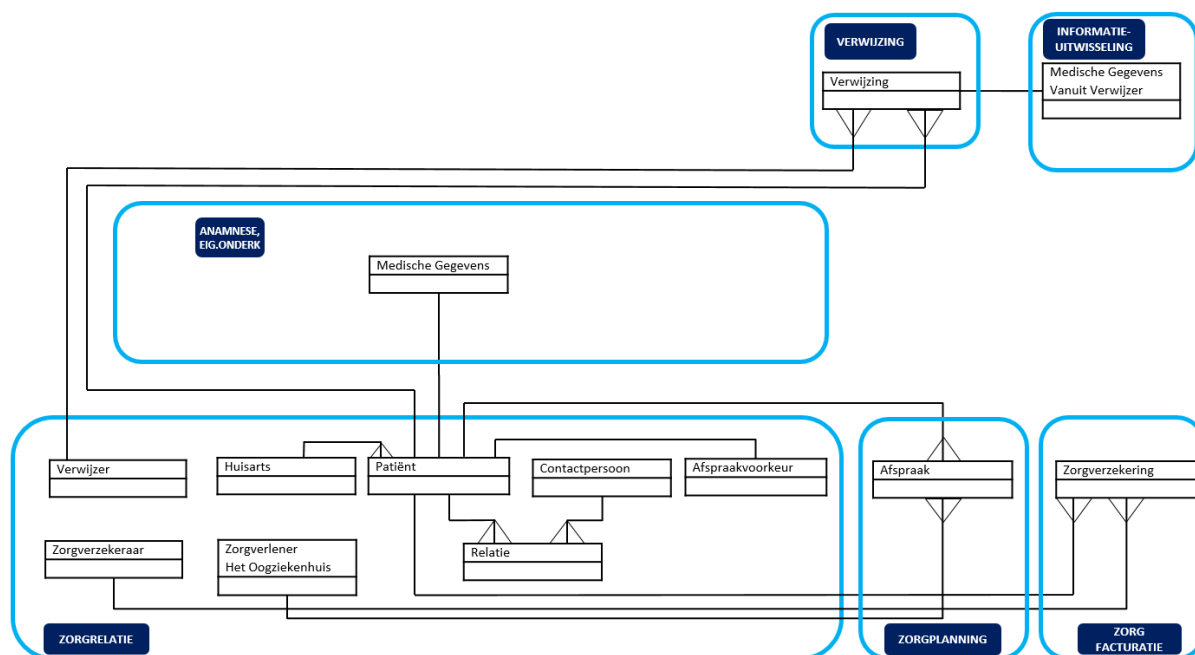 VERWIJZING
INFORMATIE-
UITWISSELING
Verwijzing
Medische Gegevens
Vanuit Verwijzer
ANAMNESE,
EIG.ONDERK
Medische Gegevens
Verwijzer
Huisarts
Patiënt
Contactpersoon
Afspraakvoorkeur
Afspraak
Zorgverzekering
Zorgverzekeraar
Zorgverlener
Het Oogziekenhuis
Relatie
ZORGRELATIE
ZORGPLANNING
ZORG
FACTURATIE